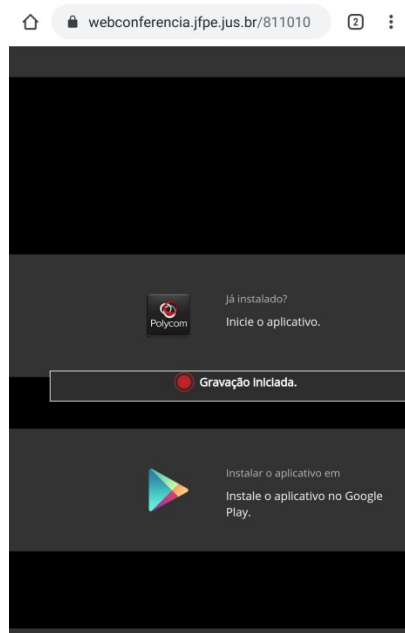 webconferencia.jfpe.jus.br/811010
2
Já instalado?
Polycom
Inicie o aplicativo.
Gravação iniciada.
Instalar o aplicativo em
Instale o aplicativo no Google
Play.